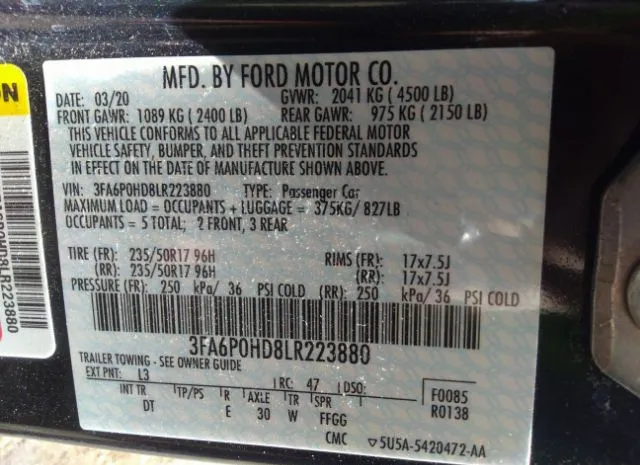 MFD. BY FORD MOTOR CO.
DATE: 03/20 GVWR: 2041 KG ( 4500 LB)
FRONT GAWR: 1089 KG ( 2400 LB) REAR GAWR: 975 KG ( 2150 LB)
THIS VEHICLE CONFORMS TO ALL APPLICABLE FEDERAL MOTOR
VEHICLE SAFETY, BUMPER, AND THEFT PREVENTION STANDARDS
IN EFFECT ON THE DATE OF MANUFACTURE SHOWN ABOVE.
VIN: 3FA6P0HD8LR223880 TYPE: Passenger Car
MAXIMUM LOAD = OCCUPANTS + LUGGAGE = 375KG/ 827LB
OCCUPANTS = 5 TOTAL; 2 FRONT, 3 REAR
TIRE (FR): 235/50R17 96H RIMS (FR): 17x7.5J
(RR): 235/50R17 96H (RR): 17x7.5J
PRESSURE (FR): 250 kPa/ 36 PSI COLD (RR): 250 kPa/ 36 PSI COLD
3FA6P0HD8LR223880
TRAILER TOWING - SEE OWNER GUIDE
EXT PNT: L3 RC: 47 DSO:
INT TR TP/PS R AXLE TR SPR F0085
DT E 30 W FFGG R0138
CMC 5U5A-5420472-AA
HD8LR223880